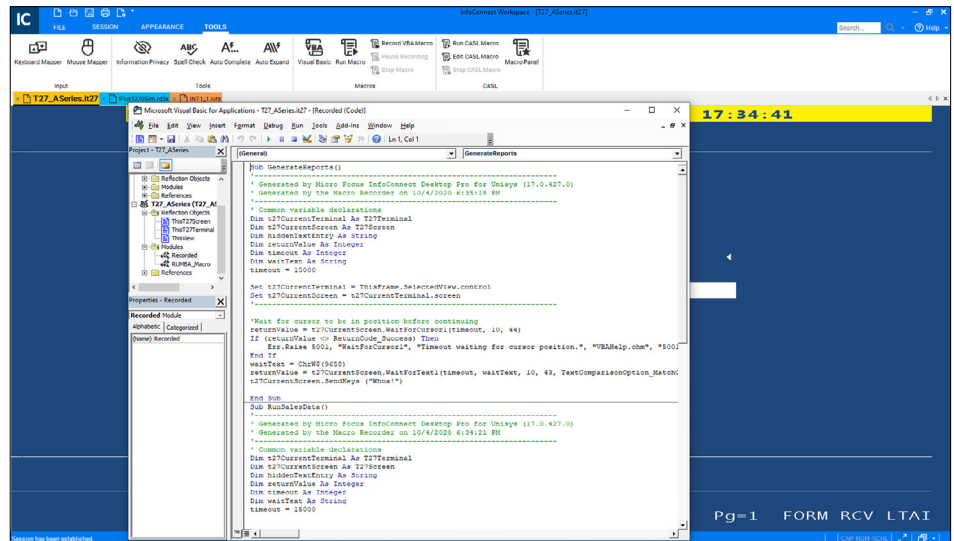 InfoConnect Workspace - [T27_ASeries.it27]
IC
FILE SESSION APPEARANCE TOOLS
Search... Help
Keyboard Mapper Mouse Mapper Information Privacy Spell Check Auto Complete Auto Expand Visual Basic Run Macro
Record VBA Macro
Pause Recording
Stop Macro
Run CASL Macro
Edit CASL Macro
Stop CASL Macro
Macro Panel
Input Tools Macros CASL
T27_ASeries.it27 INT1_1.iuts
17:34:41
Microsoft Visual Basic for Applications - T27_ASeries.it27 - [Recorded (Code)]
File Edit View Insert Format Debug Run Tools Add-Ins Window Help
Ln 1, Col 1
Project - T27_ASeries
Reflection Objects
Modules
References
T27_ASeries (T27_AS
Reflection Objects
ThisT27Screen
ThisT27Terminal
ThisView
Modules
Recorded
RUMBA_Macro
References
Properties - Recorded
Recorded Module
Alphabetic Categorized
(Name) Recorded
(General) GenerateReports
Sub GenerateReports()
'----------------------------------------------------------------------
' Generated by Micro Focus InfoConnect Desktop Pro for Unisys (17.0.427.0)
' Generated by the Macro Recorder on 10/4/2020 6:35:18 PM
'----------------------------------------------------------------------
' Common variable declarations
Dim t27CurrentTerminal As T27Terminal
Dim t27CurrentScreen As T27Screen
Dim hiddenTextEntry As String
Dim returnValue As Integer
Dim timeout As Integer
Dim waitText As String
timeout = 15000
Set t27CurrentTerminal = ThisFrame.SelectedView.control
Set t27CurrentScreen = t27CurrentTerminal.screen
'----------------------------------------------------------------------
'Wait for cursor to be in position before continuing
returnValue = t27CurrentScreen.WaitForCursor1(timeout, 10, 44)
If (returnValue <> ReturnCode_Success) Then
Err.Raise 5001, "WaitForCursor1", "Timeout waiting for cursor position.", "VBAHelp.chm", "5001
End If
waitText = ChrW$(9658)
returnValue = t27CurrentScreen.WaitForText1(timeout, waitText, 10, 43, TextComparisonOption_MatchC
t27CurrentScreen.SendKeys ("Whoa!")
End Sub
Sub RunSalesData()
'----------------------------------------------------------------------
' Generated by Micro Focus InfoConnect Desktop Pro for Unisys (17.0.427.0)
' Generated by the Macro Recorder on 10/4/2020 6:34:21 PM
'----------------------------------------------------------------------
' Common variable declarations
Dim t27CurrentTerminal As T27Terminal
Dim t27CurrentScreen As T27Screen
Dim hiddenTextEntry As String
Dim returnValue As Integer
Dim timeout As Integer
Dim waitText As String
timeout = 15000
Pg=1 FORM RCV LTAI
Session has been established.
CAP NUM SCRL